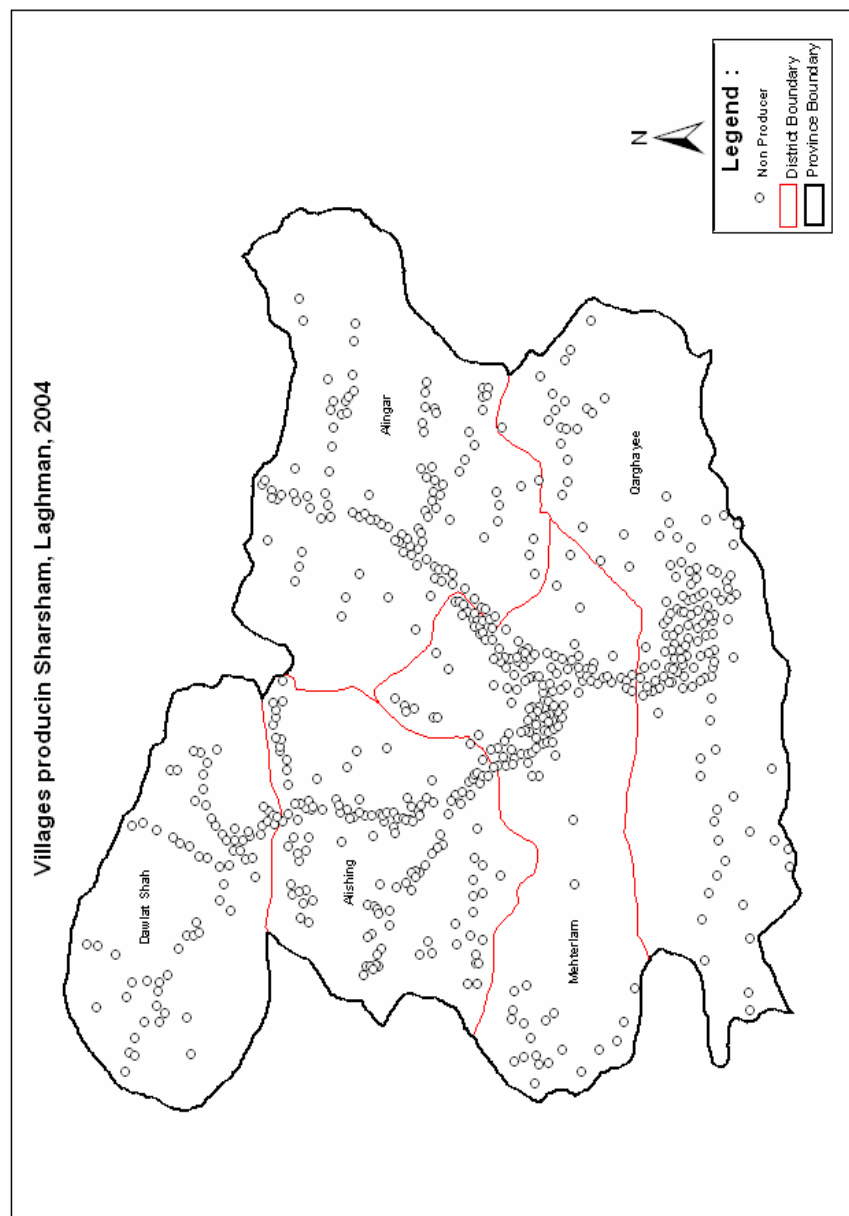 Villages producin Sharsham, Laghman, 2004
Dawlat Shah
Alingar
Alishing
Mehterlam
Qarghayee
N
Legend :
Non Producer
District Boundary
Province Boundary